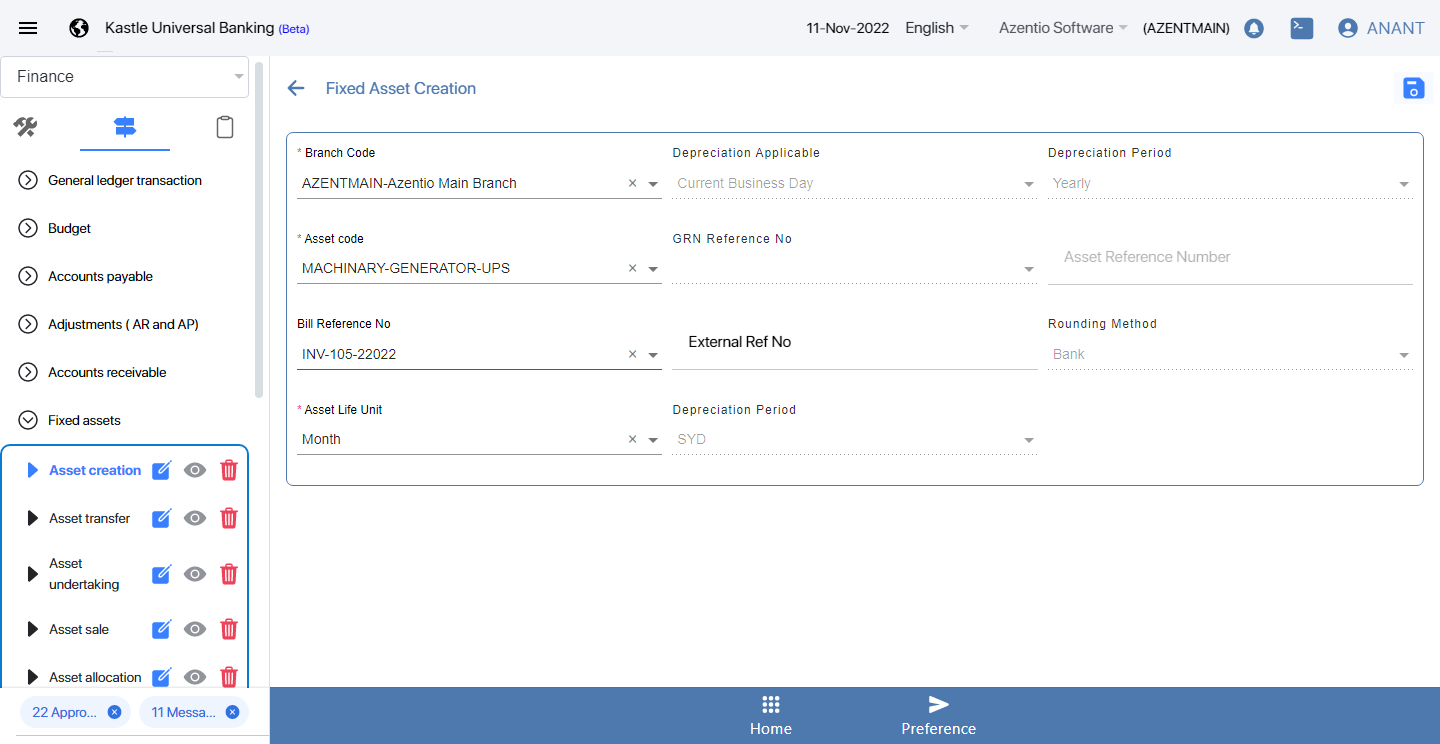 Kastle Universal Banking (Beta)
11-Nov-2022
English
Azentio Software
(AZENTMAIN)
ANANT
Finance
General ledger transaction
Budget
Accounts payable
Adjustments ( AR and AP)
Accounts receivable
Fixed assets
Asset creation
Asset transfer
Asset
undertaking
Asset sale
Asset allocation
22 Appro...
11 Messa...
Fixed Asset Creation
* Branch Code
AZENTMAIN-Azentio Main Branch
Depreciation Applicable
Current Business Day
Depreciation Period
Yearly
* Asset code
MACHINARY-GENERATOR-UPS
GRN Reference No
Asset Reference Number
Bill Reference No
INV-105-22022
External Ref No
Rounding Method
Bank
* Asset Life Unit
Month
Depreciation Period
SYD
Home
Preference